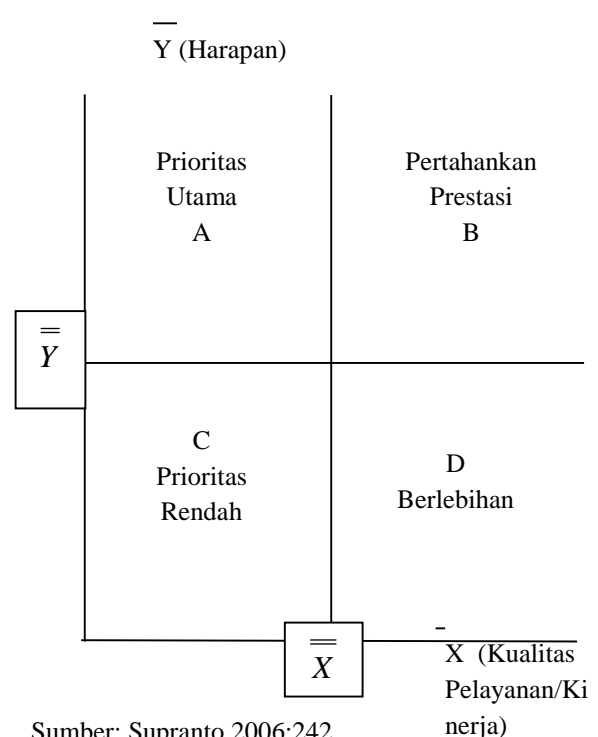 Y (Harapan)
Prioritas
Utama
A
Pertahankan
Prestasi
B
Y
C
Prioritas
Rendah
D
Berlebihan
X
X (Kualitas
Pelayanan/Ki
nerja)
Sumber: Supranto 2006:242